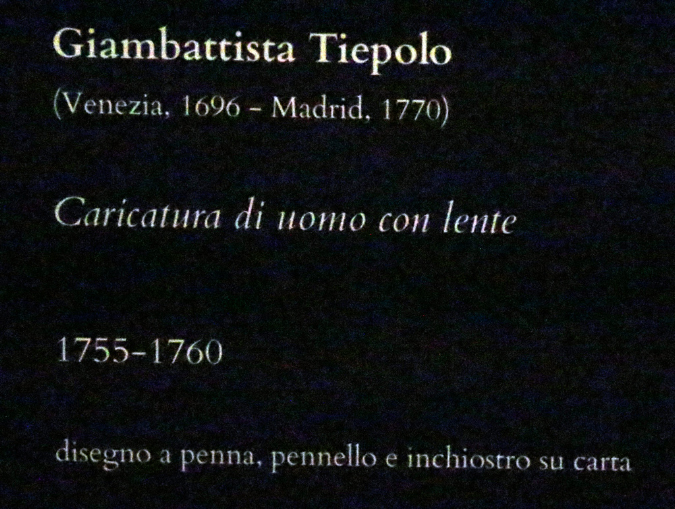 Giambattista Tiepolo
(Venezia, 1696 – Madrid, 1770)
Caricatura di uomo con lente
1755-1760
disegno a penna, pennello e inchiostro su carta